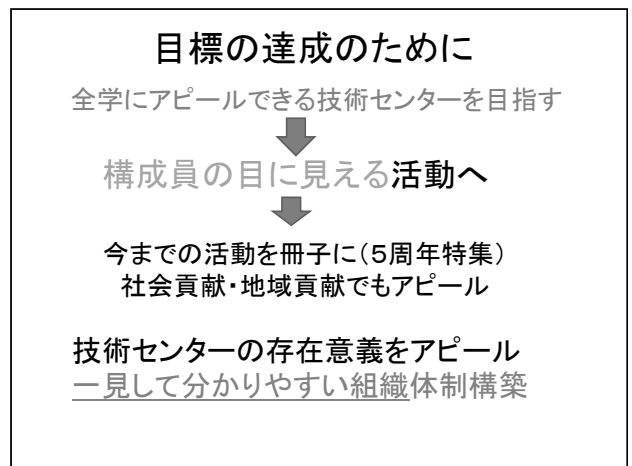 目標の達成のために
全学にアピールできる技術センターを目指す
構成員の目に見える活動へ
今までの活動を冊子に（５周年特集）
社会貢献・地域貢献でもアピール
技術センターの存在意義をアピール
一見して分かりやすい組織体制構築